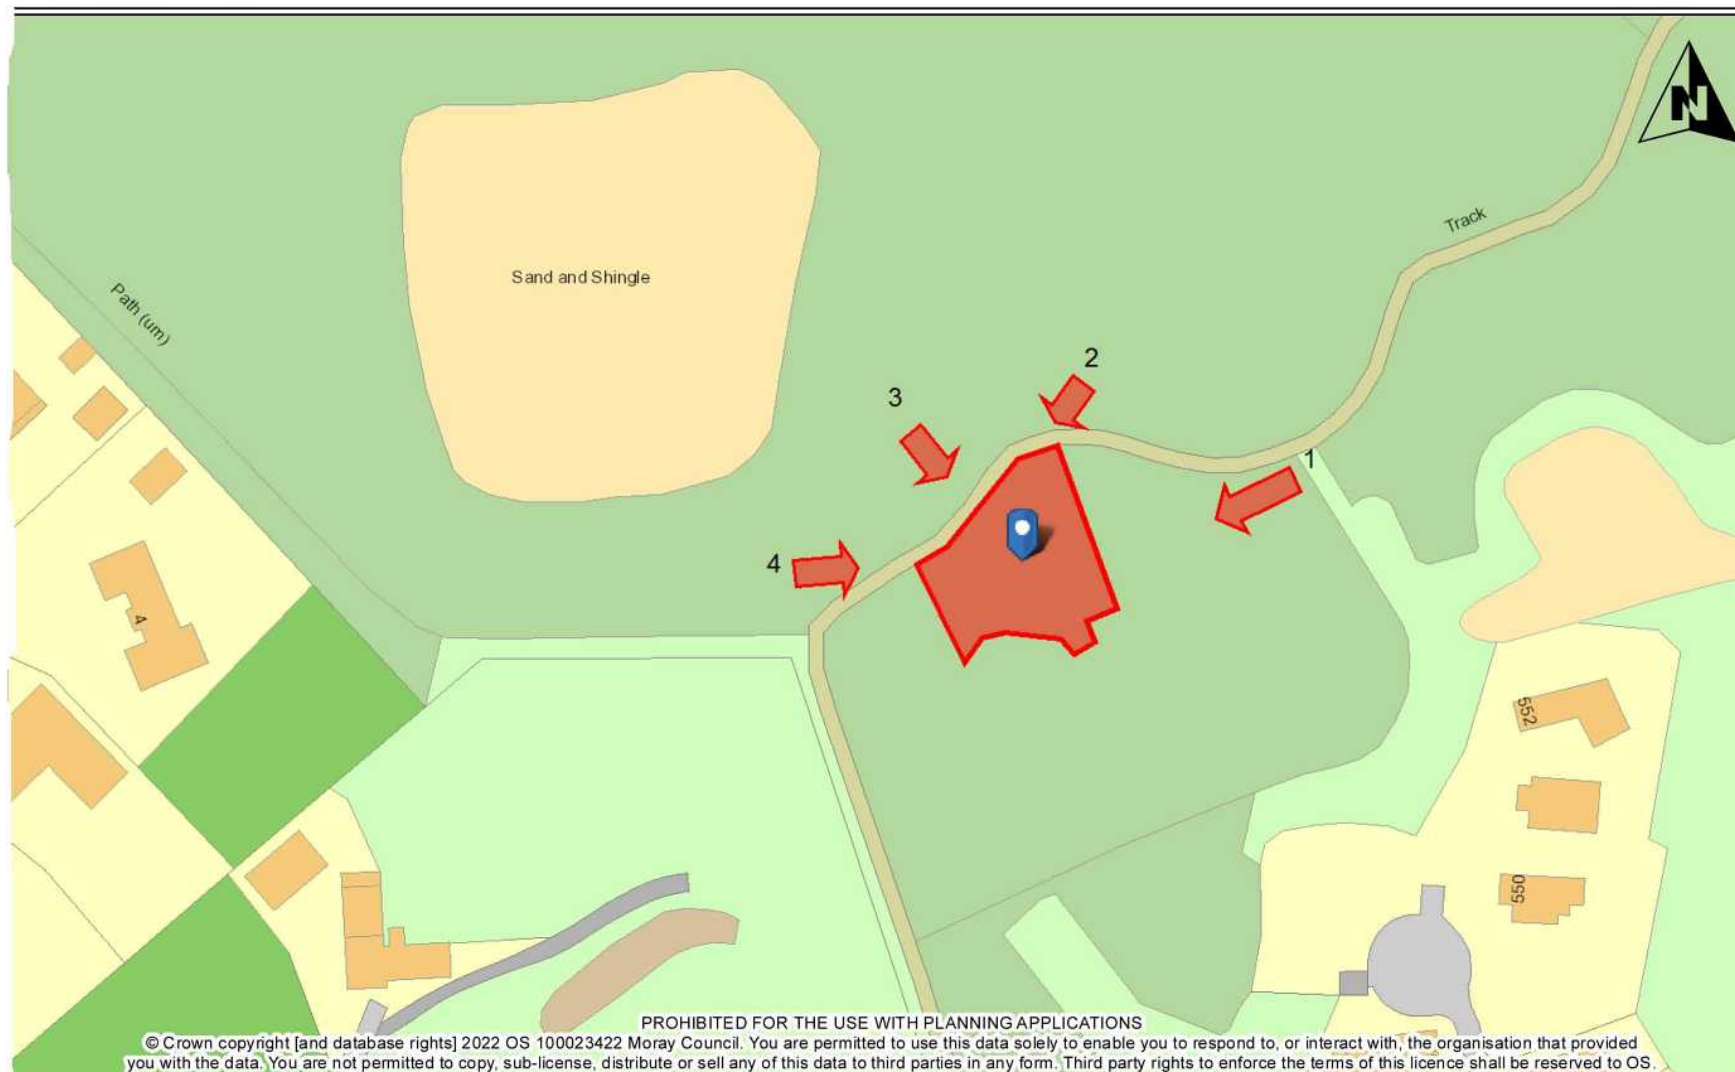 N
Track
Sand and Shingle
Path (um)
2
3
1
4
4
552
550
PROHIBITED FOR THE USE WITH PLANNING APPLICATIONS
© Crown copyright [and database rights] 2022 OS 100023422 Moray Council. You are permitted to use this data solely to enable you to respond to, or interact with, the organisation that provided
you with the data. You are not permitted to copy, sub-license, distribute or sell any of this data to third parties in any form. Third party rights to enforce the terms of this licence shall be reserved to OS.